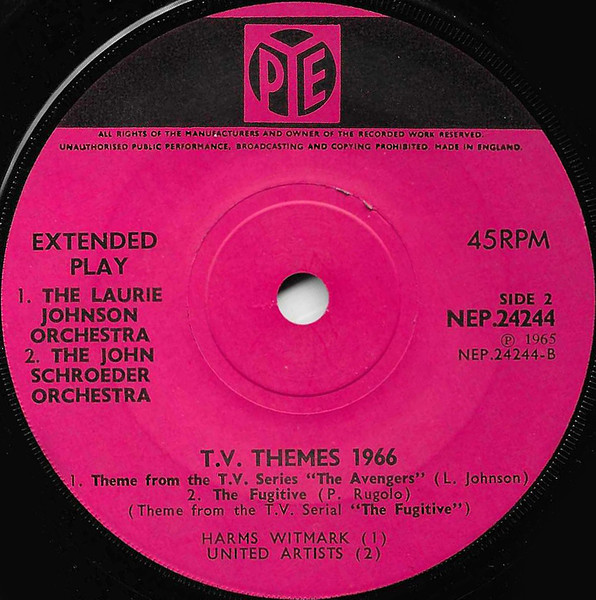 PYE
ALL RIGHTS OF THE MANUFACTURERS AND OWNER OF THE RECORDED WORK RESERVED.
UNAUTHORISED PUBLIC PERFORMANCE, BROADCASTING AND COPYING PROHIBITED. MADE IN ENGLAND.
EXTENDED
PLAY
45RPM
1. THE LAURIE
JOHNSON
ORCHESTRA
2. THE JOHN
SCHROEDER
ORCHESTRA
SIDE 2
NEP.24244
Ⓟ 1965
NEP.24244-B
T.V. THEMES 1966
1. Theme from the T.V. Series "The Avengers" (L. Johnson)
2. The Fugitive (P. Rugolo)
(Theme from the T.V. Serial "The Fugitive")
HARMS WITMARK (1)
UNITED ARTISTS (2)